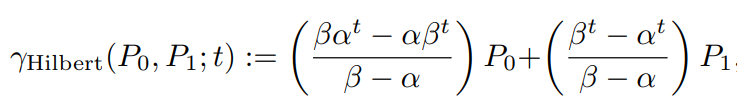 γ_Hilbert(P_0, P_1; t) := ( (βα^t − αβ^t) / (β − α) ) P_0 + ( (β^t − α^t) / (β − α) ) P_1,